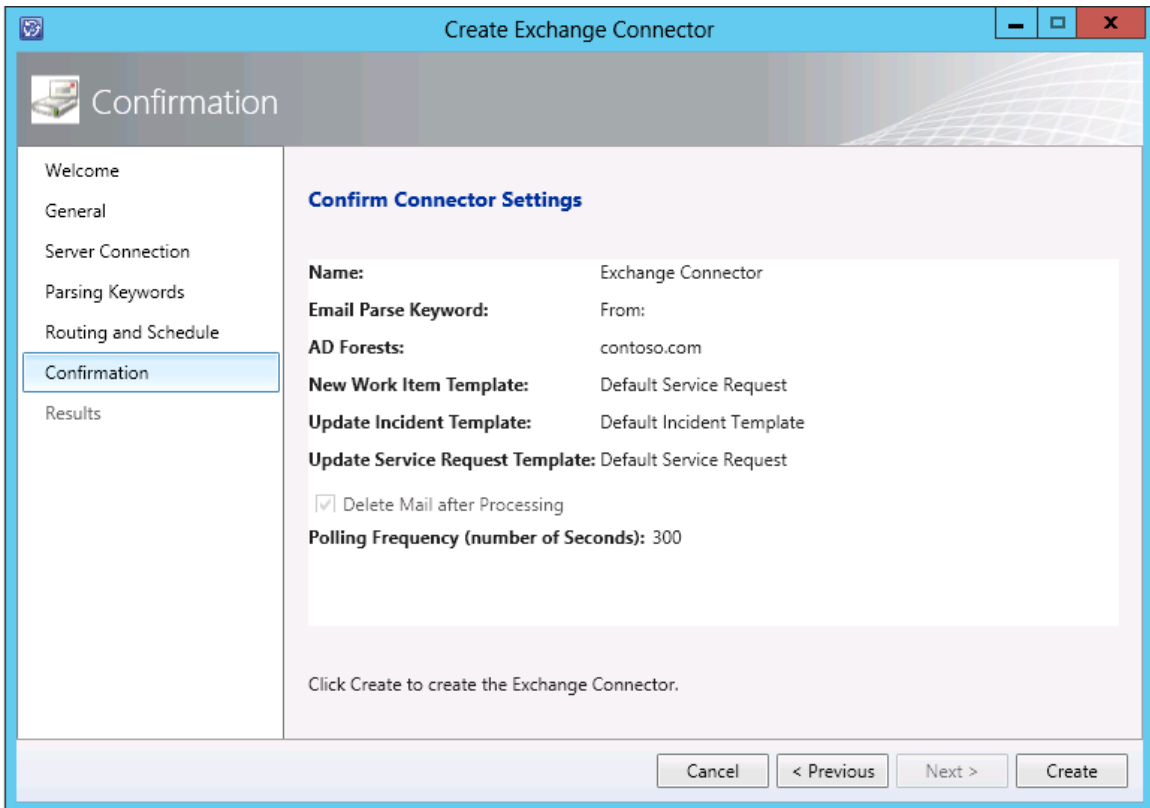 Create Exchange Connector
Confirmation
Welcome
General
Server Connection
Parsing Keywords
Routing and Schedule
Confirmation
Results
Confirm Connector Settings
Name: Exchange Connector
Email Parse Keyword: From:
AD Forests: contoso.com
New Work Item Template: Default Service Request
Update Incident Template: Default Incident Template
Update Service Request Template: Default Service Request
Delete Mail after Processing
Polling Frequency (number of Seconds): 300
Click Create to create the Exchange Connector.
Cancel < Previous Next > Create